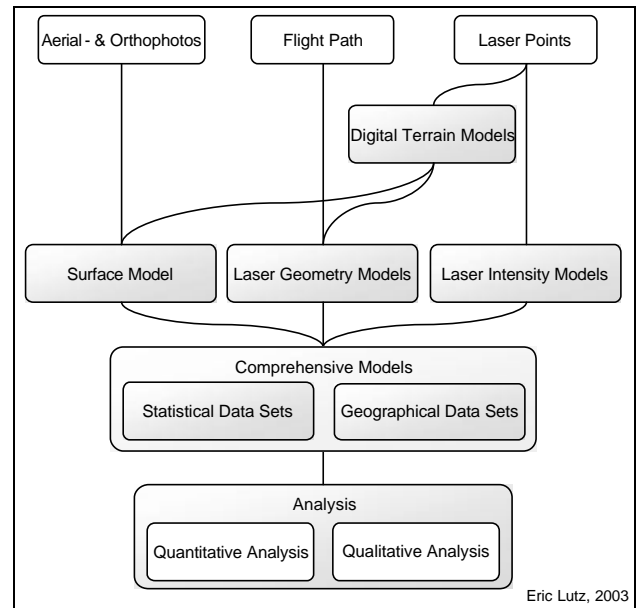 Aerial - & Orthophotos
Flight Path
Laser Points
Digital Terrain Models
Surface Model
Laser Geometry Models
Laser Intensity Models
Comprehensive Models
Statistical Data Sets
Geographical Data Sets
Analysis
Quantitative Analysis
Qualitative Analysis
Eric Lutz, 2003